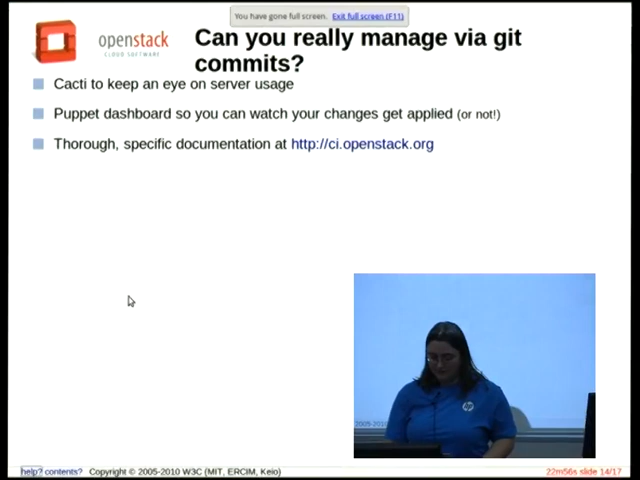 You have gone full screen. Exit full screen (F11)
openstack
CLOUD SOFTWARE
Can you really manage via git
commits?
Cacti to keep an eye on server usage
Puppet dashboard so you can watch your changes get applied (or not!)
Thorough, specific documentation at http://ci.openstack.org
hp
help? contents? Copyright © 2005-2010 W3C (MIT, ERCIM, Keio)
22m56s slide 14/17